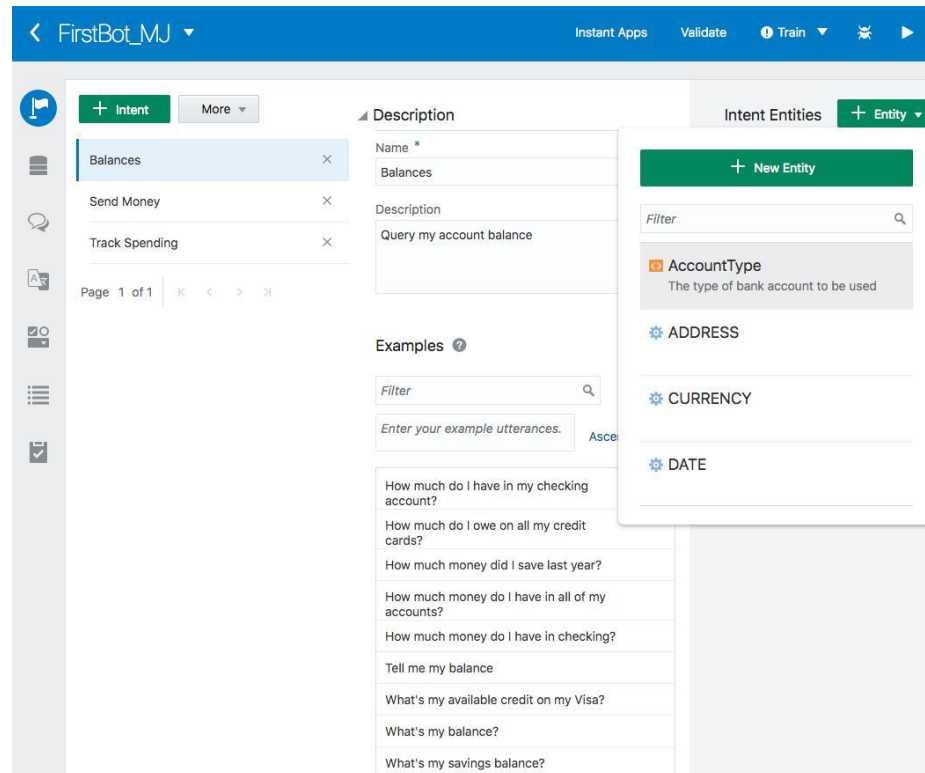 FirstBot_MJ
Instant Apps
Validate
Train
+ Intent
More
Balances
Send Money
Track Spending
Page 1 of 1
Description
Name *
Balances
Description
Query my account balance
Examples
Filter
Enter your example utterances.
How much do I have in my checking
account?
How much do I owe on all my credit
cards?
How much money did I save last year?
How much money do I have in all of my
accounts?
How much money do I have in checking?
Tell me my balance
What's my available credit on my Visa?
What's my balance?
What's my savings balance?
Intent Entities
+ Entity
+ New Entity
Filter
AccountType
The type of bank account to be used
ADDRESS
CURRENCY
DATE